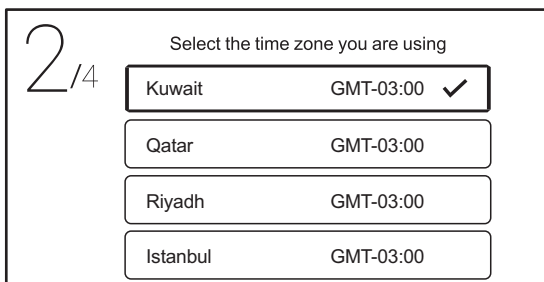 2/4
Select the time zone you are using
Kuwait GMT-03:00
Qatar GMT-03:00
Riyadh GMT-03:00
Istanbul GMT-03:00